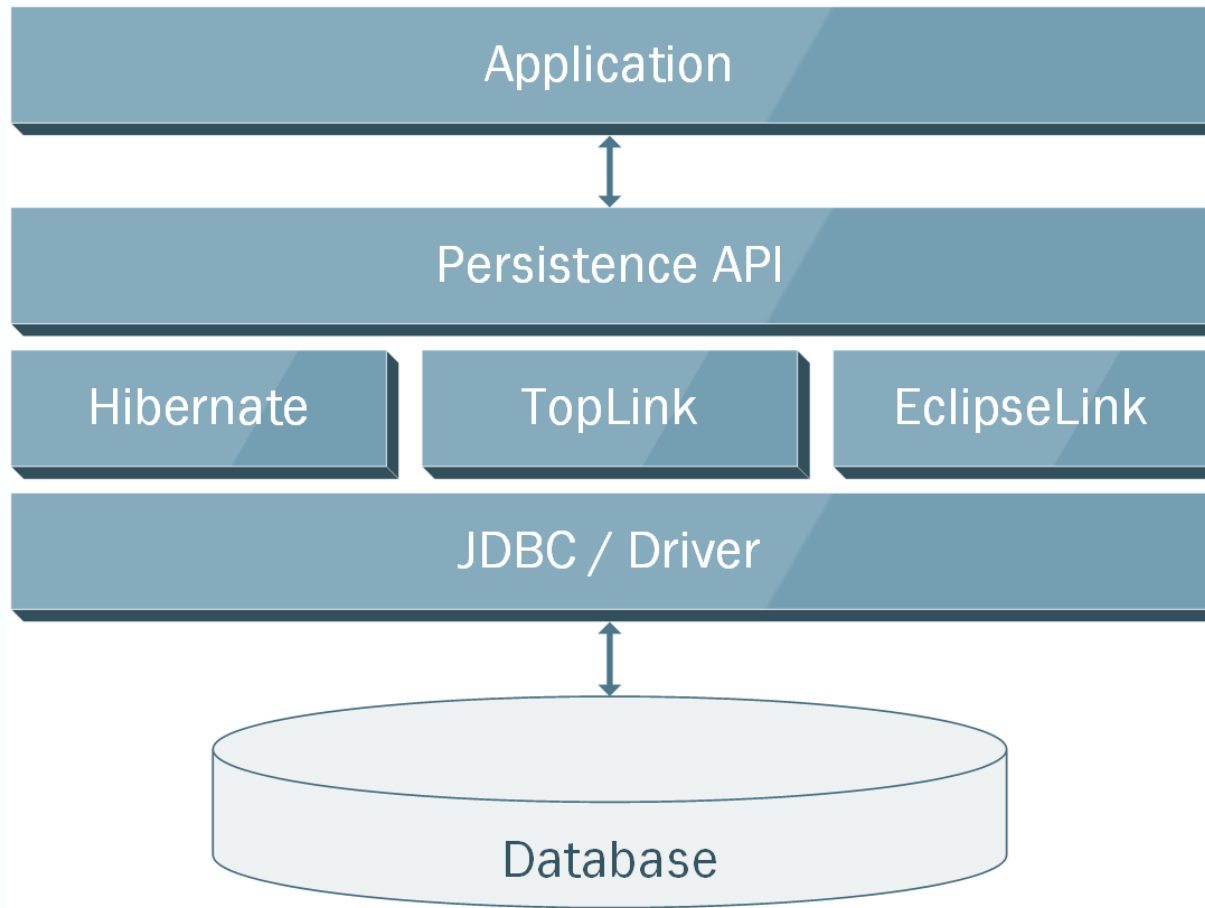 Application
Persistence API
Hibernate
TopLink
EclipseLink
JDBC / Driver
Database